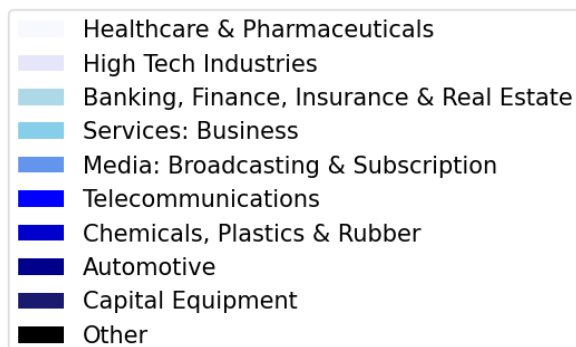 Healthcare & Pharmaceuticals
High Tech Industries
Banking, Finance, Insurance & Real Estate
Services: Business
Media: Broadcasting & Subscription
Telecommunications
Chemicals, Plastics & Rubber
Automotive
Capital Equipment
Other